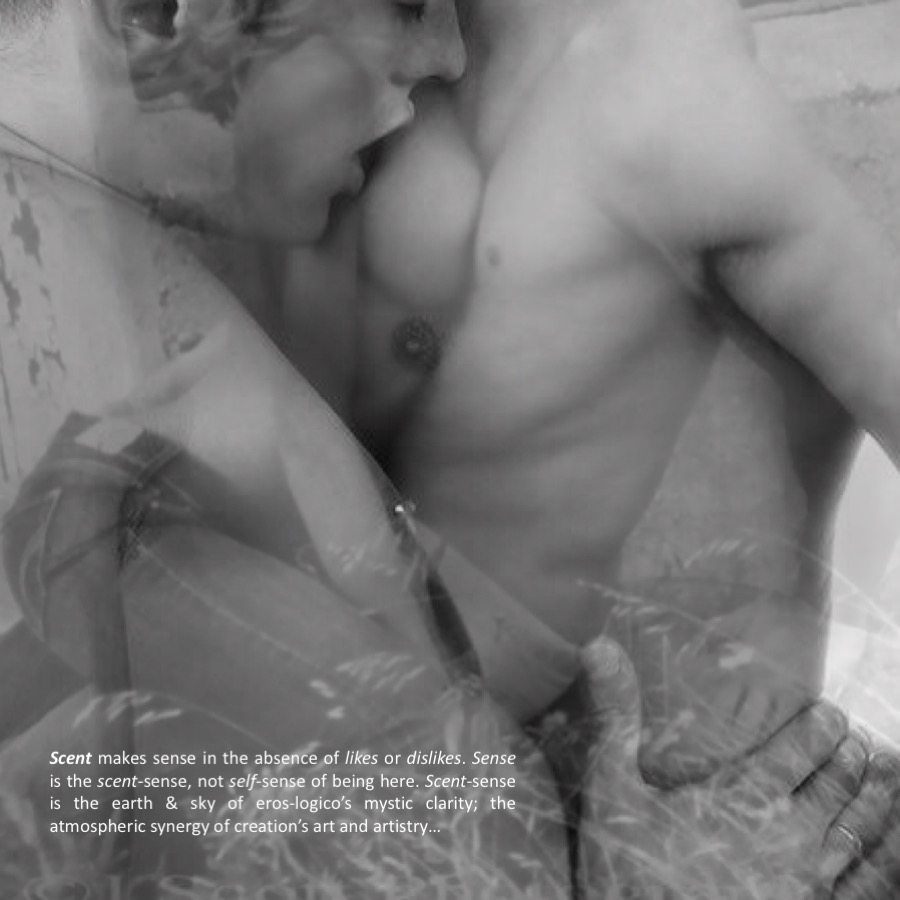 Scent makes sense in the absence of likes or dislikes. Sense
is the scent-sense, not self-sense of being here. Scent-sense
is the earth & sky of eros-logico's mystic clarity; the
atmospheric synergy of creation's art and artistry...